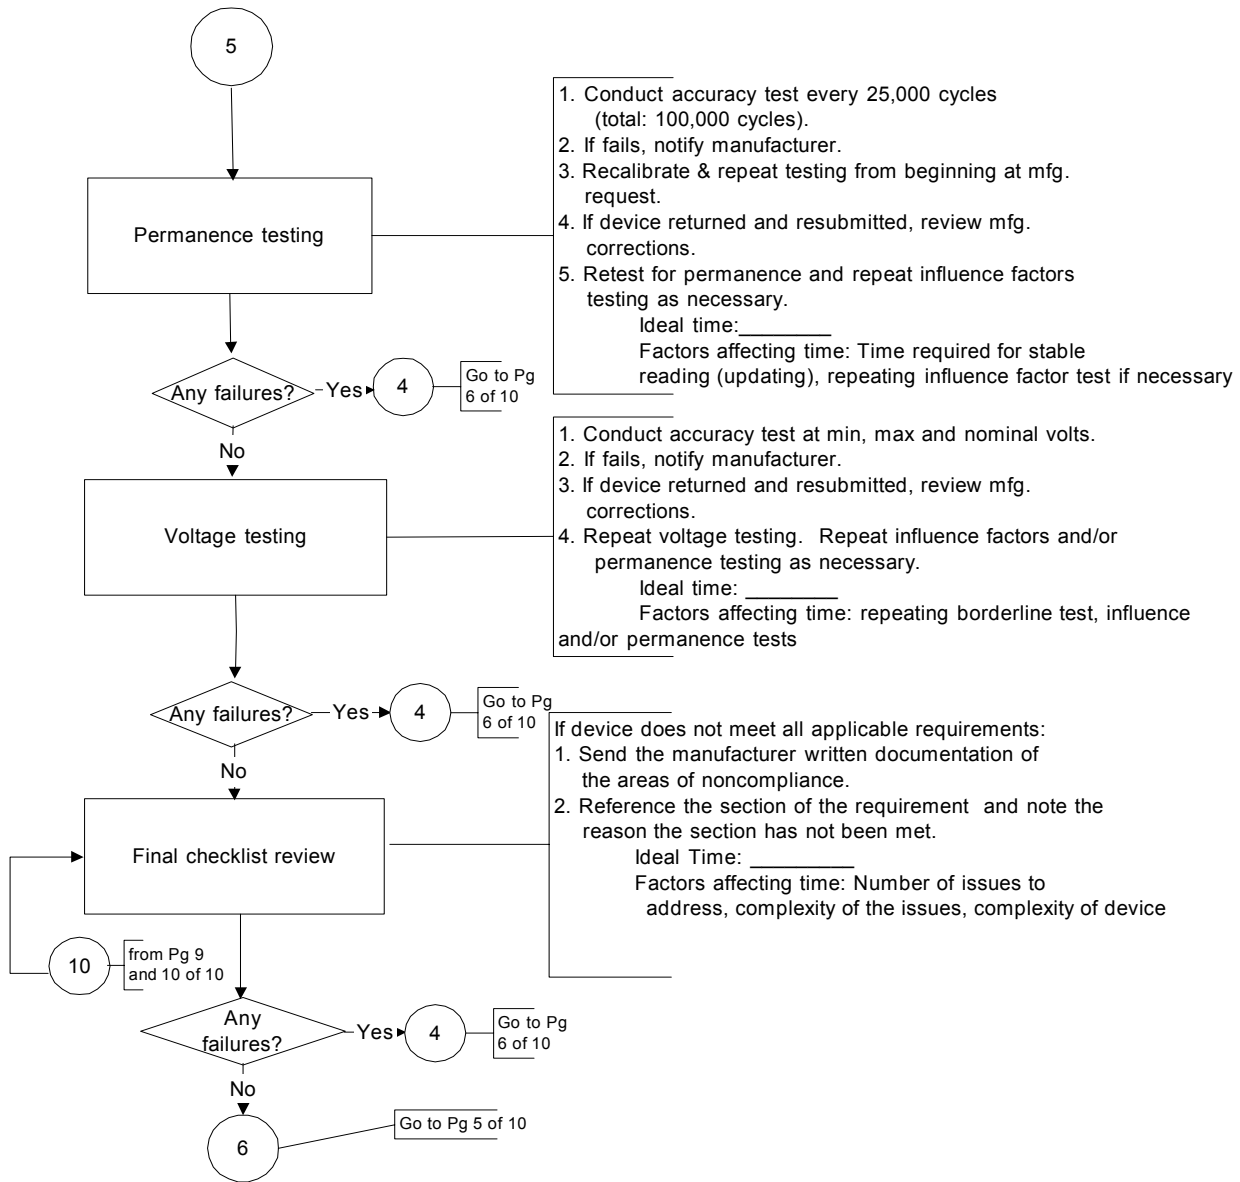 5
Permanence testing
1. Conduct accuracy test every 25,000 cycles
(total: 100,000 cycles).
2. If fails, notify manufacturer.
3. Recalibrate & repeat testing from beginning at mfg.
request.
4. If device returned and resubmitted, review mfg.
corrections.
5. Retest for permanence and repeat influence factors
testing as necessary.
Ideal time:________
Factors affecting time: Time required for stable
reading (updating), repeating influence factor test if necessary
Any failures?
Yes
4
Go to Pg
6 of 10
No
Voltage testing
1. Conduct accuracy test at min, max and nominal volts.
2. If fails, notify manufacturer.
3. If device returned and resubmitted, review mfg.
corrections.
4. Repeat voltage testing. Repeat influence factors and/or
permanence testing as necessary.
Ideal time: ________
Factors affecting time: repeating borderline test, influence
and/or permanence tests
Any failures?
Yes
4
Go to Pg
6 of 10
No
Final checklist review
If device does not meet all applicable requirements:
1. Send the manufacturer written documentation of
the areas of noncompliance.
2. Reference the section of the requirement and note the
reason the section has not been met.
Ideal Time: _________
Factors affecting time: Number of issues to
address, complexity of the issues, complexity of device
10
from Pg 9
and 10 of 10
Any
failures?
Yes
4
Go to Pg
6 of 10
No
6
Go to Pg 5 of 10